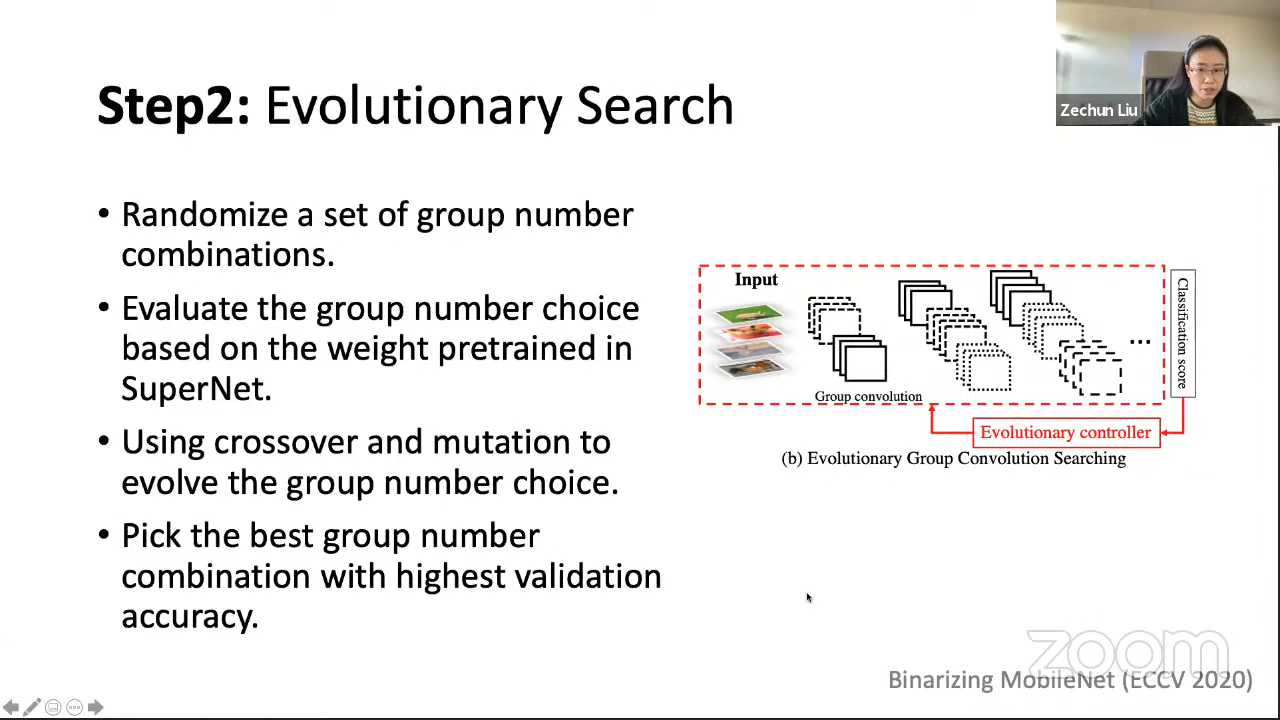 Zechun Liu
Step2: Evolutionary Search
• Randomize a set of group number
combinations.
• Evaluate the group number choice
based on the weight pretrained in
SuperNet.
• Using crossover and mutation to
evolve the group number choice.
• Pick the best group number
combination with highest validation
accuracy.
Input
Group convolution
...
Classification score
Evolutionary controller
(b) Evolutionary Group Convolution Searching
zoom
Binarizing MobileNet (ECCV 2020)